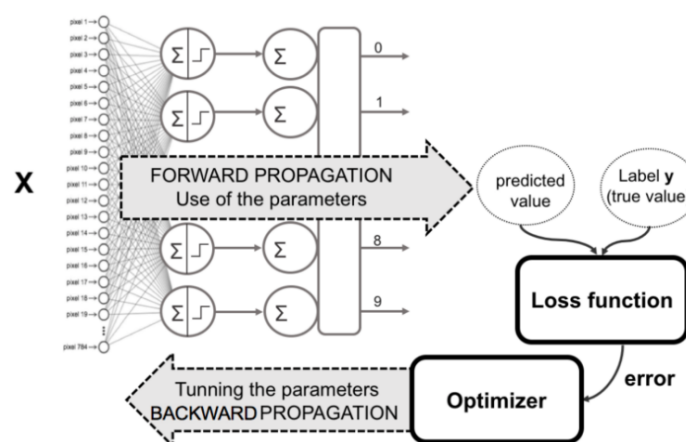 pixel 1
pixel 2
pixel 3
pixel 4
pixel 5
pixel 6
pixel 7
pixel 8
pixel 9
pixel 10
pixel 11
pixel 12
pixel 13
pixel 14
pixel 15
pixel 16
pixel 17
pixel 18
pixel 19
pixel 784
X
Σ
Σ
0
Σ
Σ
1
FORWARD PROPAGATION
Use of the parameters
Σ
Σ
8
Σ
Σ
9
predicted
value
Label y
(true value
Loss function
error
Optimizer
Tunning the parameters
BACKWARD PROPAGATION